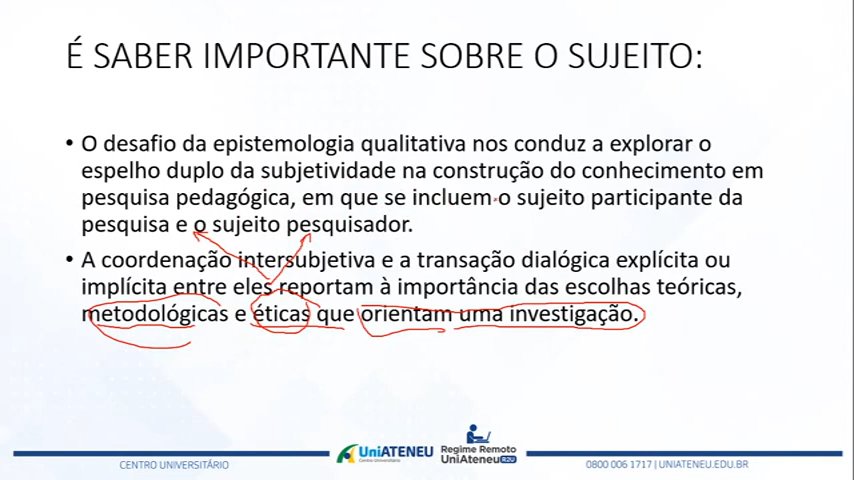 É SABER IMPORTANTE SOBRE O SUJEITO:
• O desafio da epistemologia qualitativa nos conduz a explorar o
espelho duplo da subjetividade na construção do conhecimento em
pesquisa pedagógica, em que se incluem o sujeito participante da
pesquisa e o sujeito pesquisador.
• A coordenação intersubjetiva e a transação dialógica explícita ou
implícita entre eles reportam à importância das escolhas teóricas,
metodológicas e éticas que orientam uma investigação.
CENTRO UNIVERSITÁRIO
UniATENEU
Centro Universitário
Regime Remoto
UniAteneu R2U
0800 006 1717 | UNIATENEU.EDU.BR